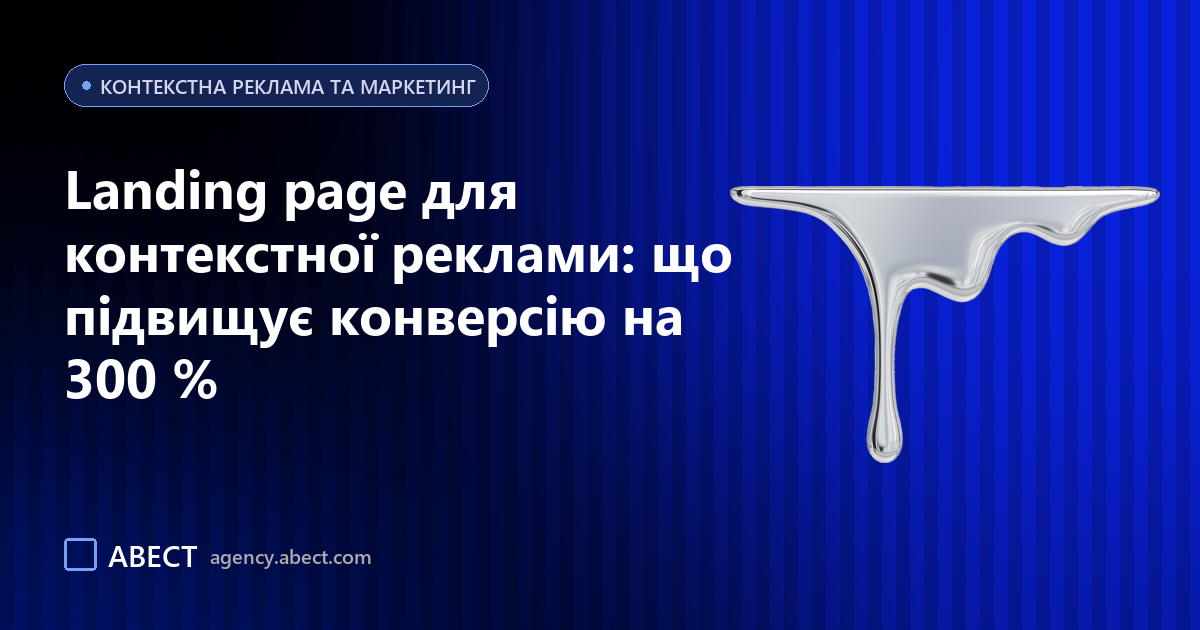 КОНТЕКСТНА РЕКЛАМА ТА МАРКЕТИНГ
Landing page для
контекстної реклами: що
підвищує конверсію на
300 %
ABECT agency.abect.com